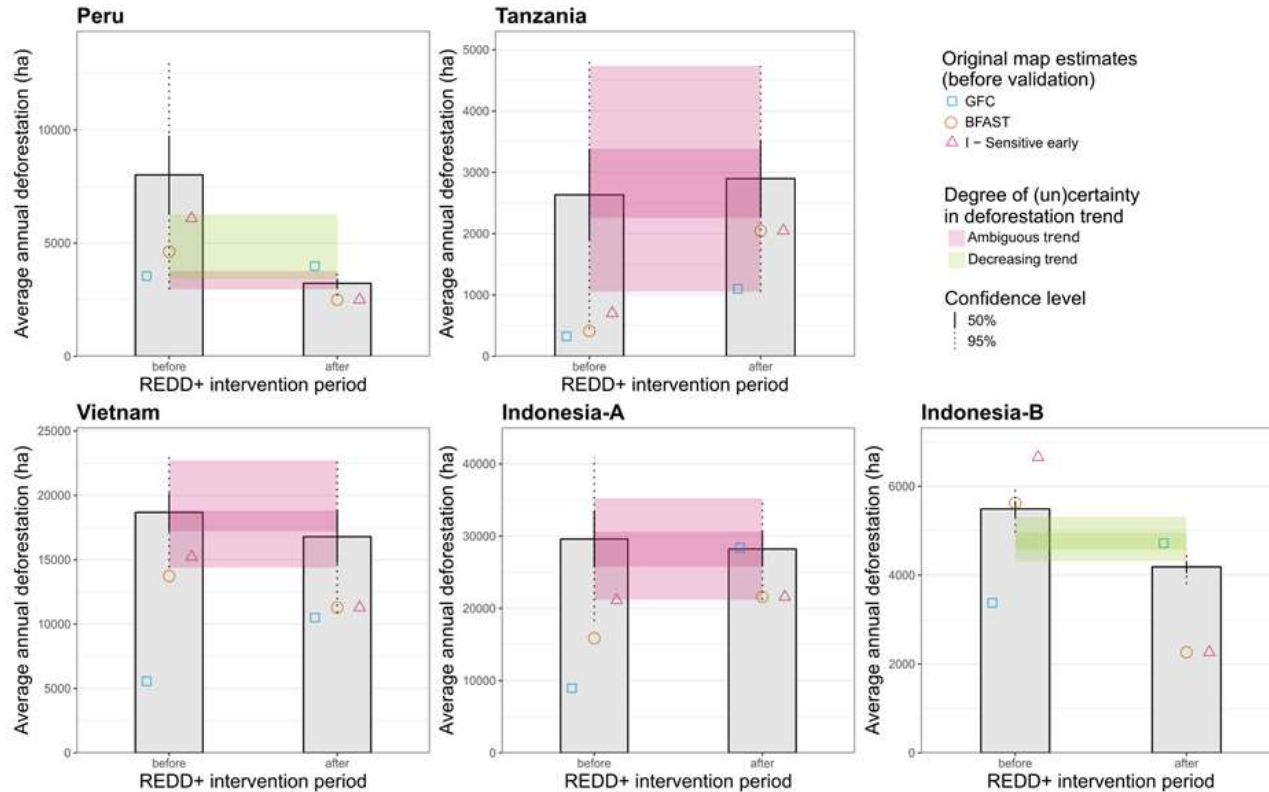 Peru
Average annual deforestation (ha)
10000
5000
0
before
after
REDD+ intervention period
Tanzania
Average annual deforestation (ha)
5000
4000
3000
2000
1000
0
before
after
REDD+ intervention period
Original map estimates
(before validation)
GFC
BFAST
I − Sensitive early
Degree of (un)certainty
in deforestation trend
Ambiguous trend
Decreasing trend
Confidence level
50%
95%
Vietnam
Average annual deforestation (ha)
25000
20000
15000
10000
5000
0
before
after
REDD+ intervention period
Indonesia-A
Average annual deforestation (ha)
40000
30000
20000
10000
0
before
after
REDD+ intervention period
Indonesia-B
Average annual deforestation (ha)
6000
4000
2000
0
before
after
REDD+ intervention period